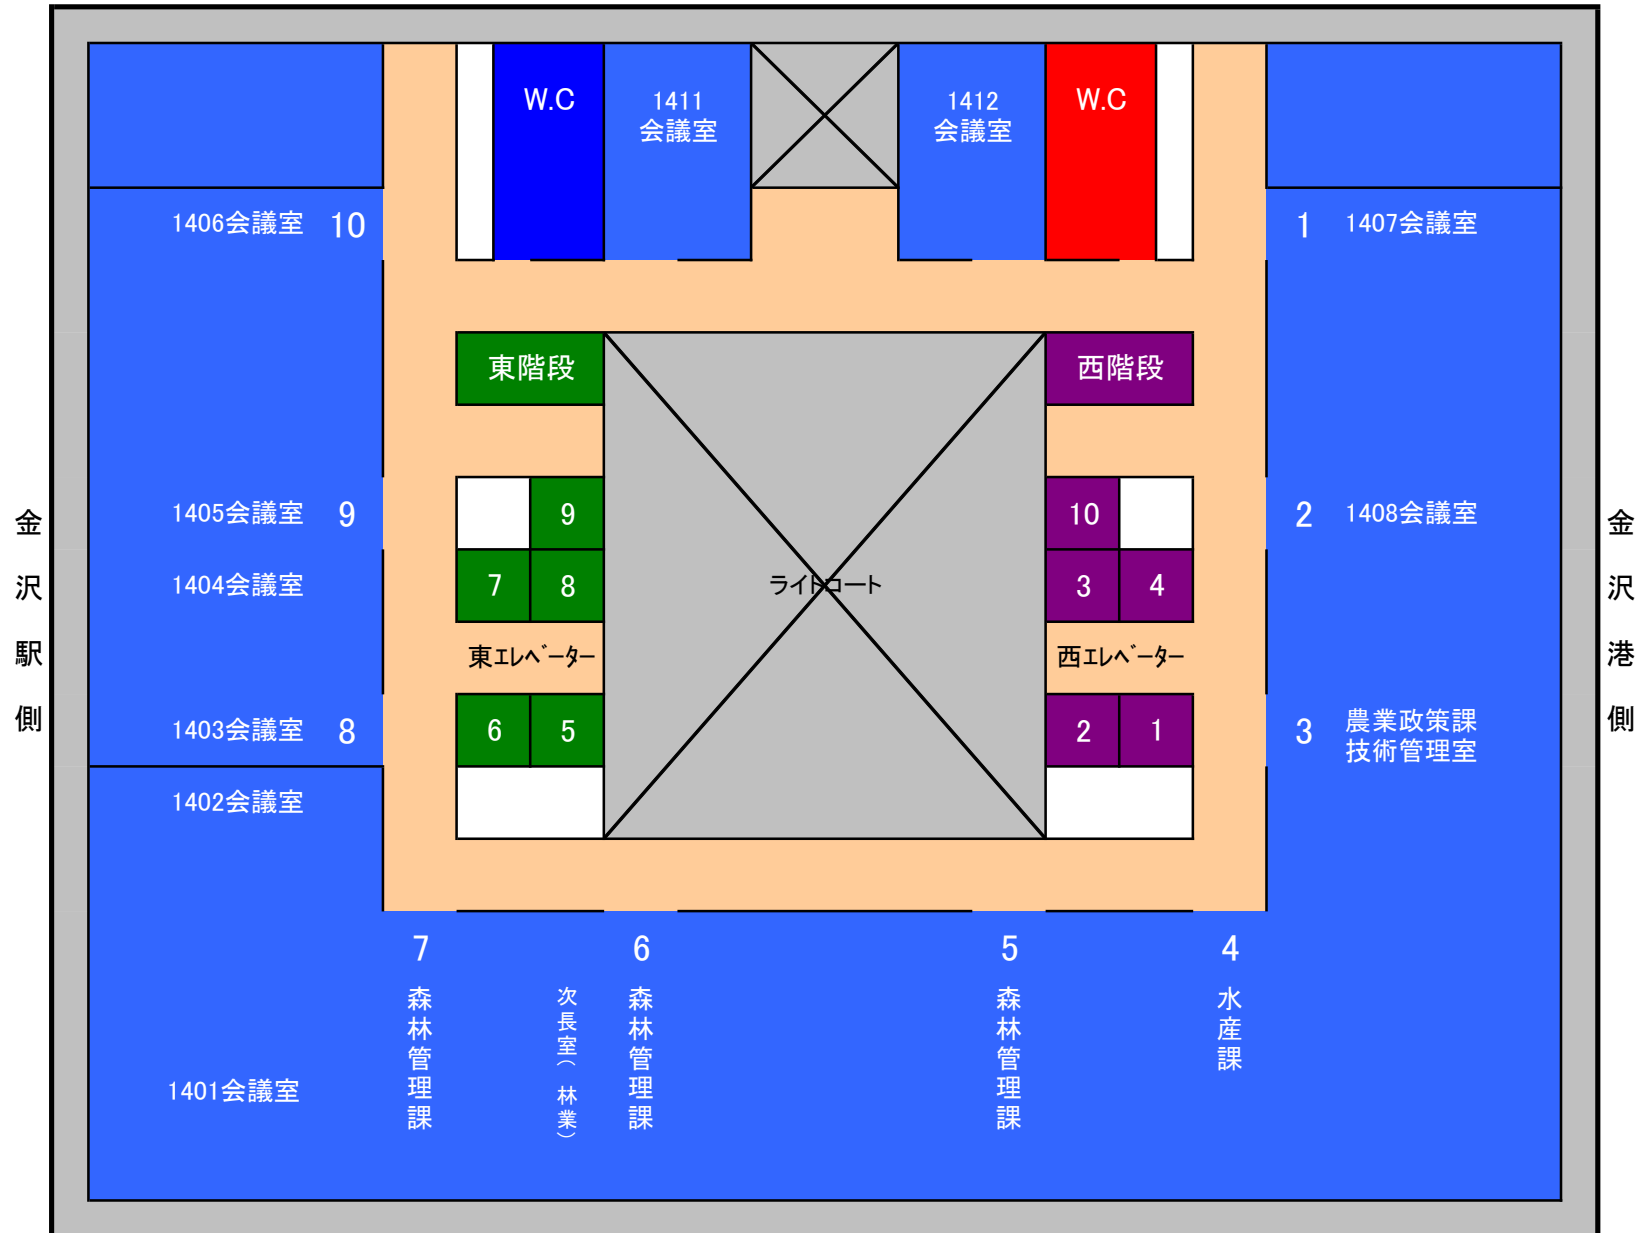 W.C
1411
会議室
1412
会議室
W.C
1406会議室 10
1 1407会議室
東階段
西階段
1405会議室 9
9
10
2 1408会議室
1404会議室
7 8
ライトコート
3 4
東エレベーター
西エレベーター
1403会議室 8
6 5
2 1
3 農業政策課
技術管理室
1402会議室
金沢駅側
金沢港側
7
森林管理課
次長室（林業）
6
森林管理課
5
森林管理課
4
水産課
1401会議室